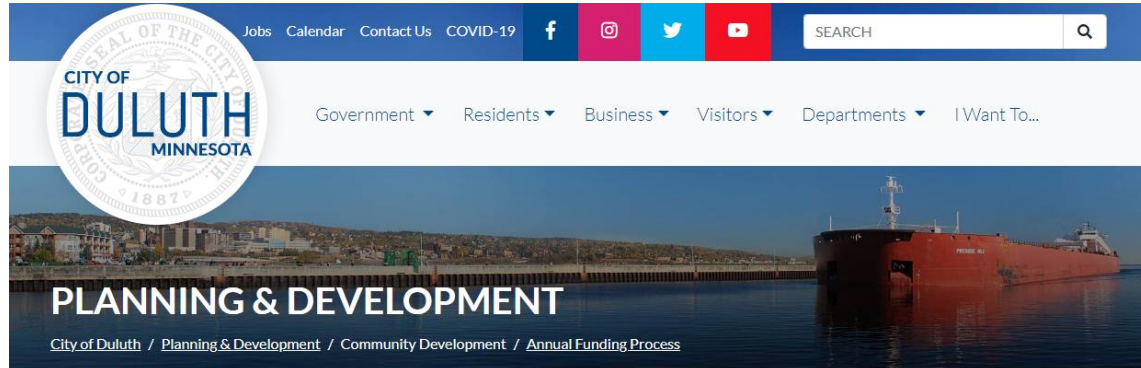 Jobs Calendar Contact Us COVID-19
SEARCH
CITY OF
DULUTH
MINNESOTA
1887
Government Residents Business Visitors Departments I Want To...
PLANNING & DEVELOPMENT
City of Duluth / Planning & Development / Community Development / Annual Funding Process